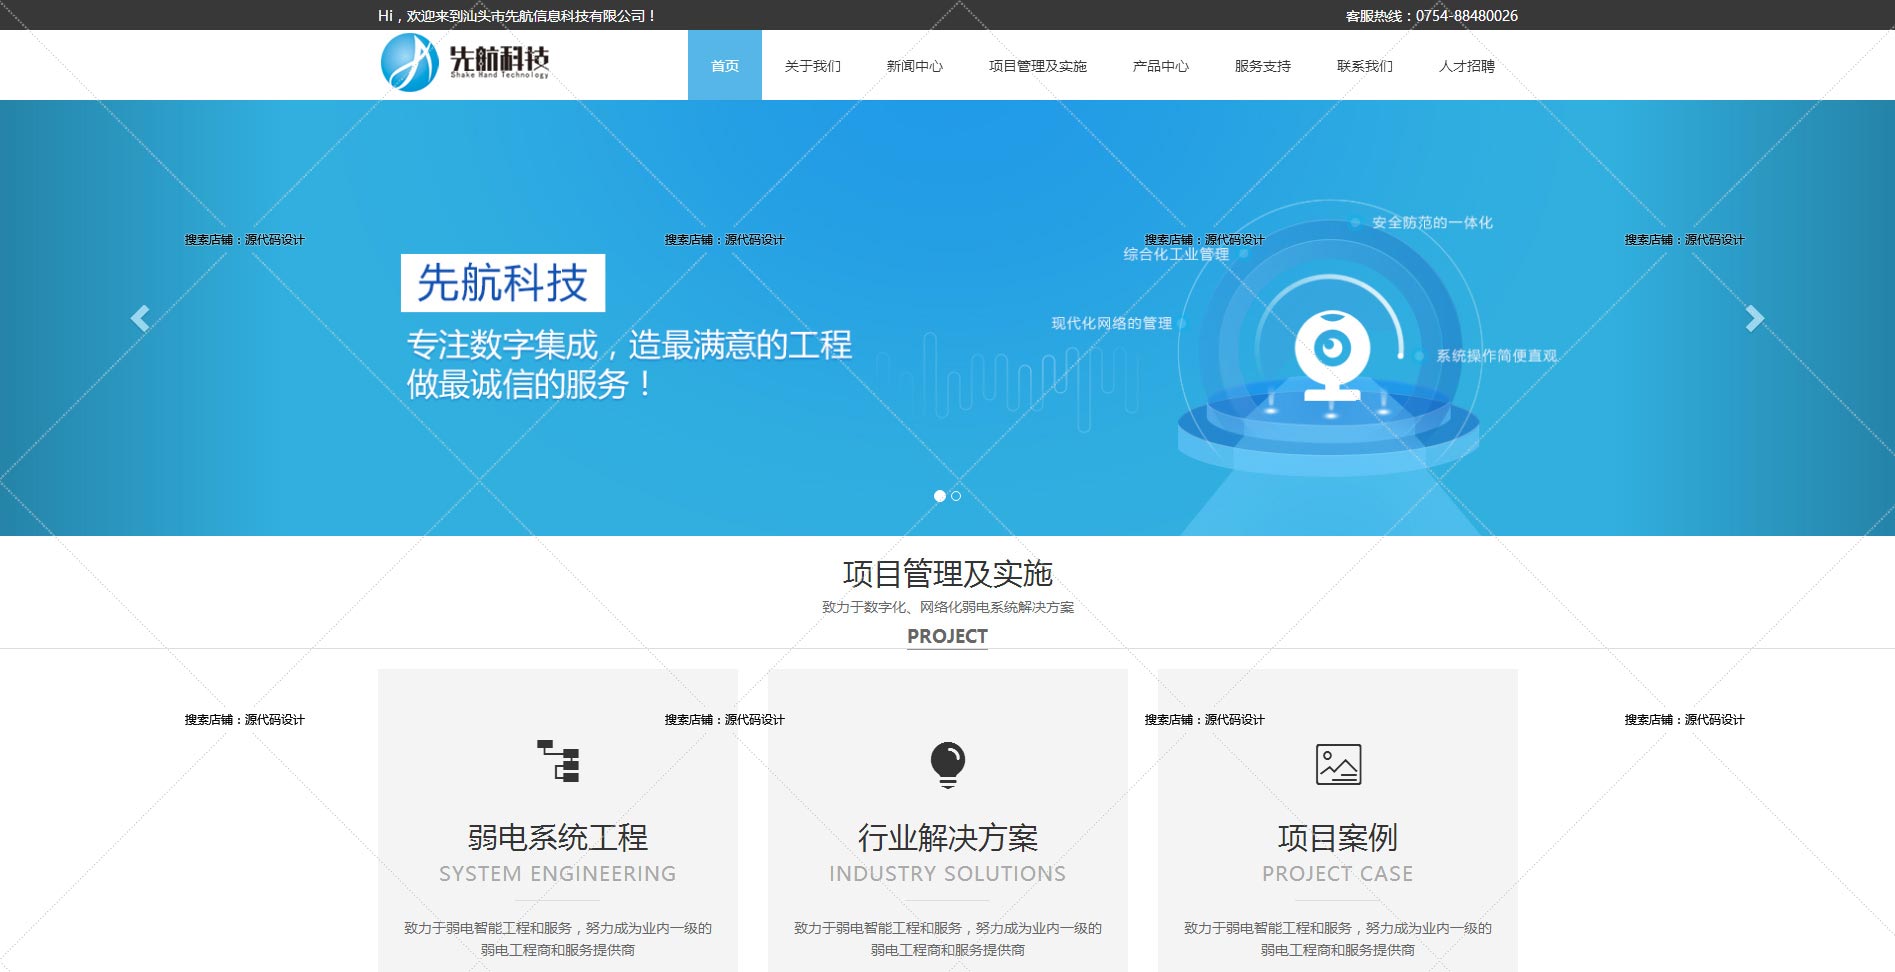 Hi，欢迎来到汕头市先航信息科技有限公司！
客服热线：0754-88480026
先航科技
Shake Hand Technology
首页
关于我们
新闻中心
项目管理及实施
产品中心
服务支持
联系我们
人才招聘
安全防范的一体化
搜索店铺：源代码设计
搜索店铺：源代码设计
搜索店铺：源代码设计
搜索店铺：源代码设计
综合化工业管理
先航科技
现代化网络的管理
专注数字集成，造最满意的工程
系统操作简便直观
做最诚信的服务！
项目管理及实施
致力于数字化、网络化弱电系统解决方案
PROJECT
搜索店铺：源代码设计
搜索店铺：源代码设计
搜索店铺：源代码设计
搜索店铺：源代码设计
弱电系统工程
SYSTEM ENGINEERING
致力于弱电智能工程和服务，努力成为业内一级的
弱电工程商和服务提供商
行业解决方案
INDUSTRY SOLUTIONS
致力于弱电智能工程和服务，努力成为业内一级的
弱电工程商和服务提供商
项目案例
PROJECT CASE
致力于弱电智能工程和服务，努力成为业内一级的
弱电工程商和服务提供商